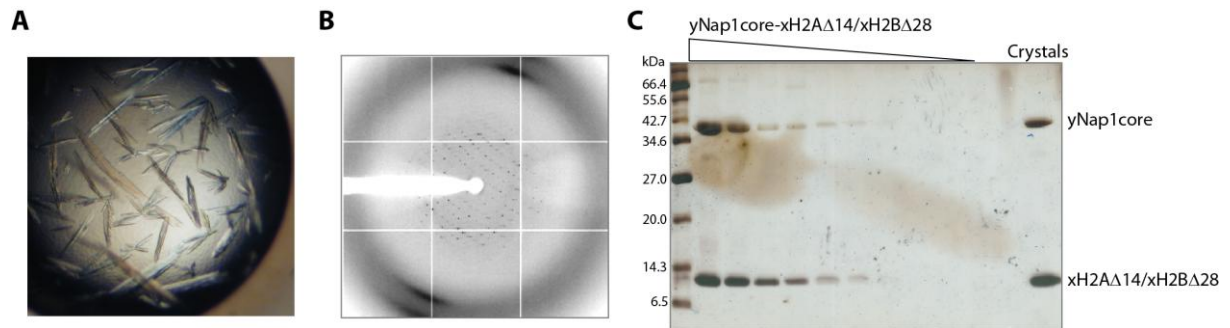 A
B
C
yNap1core-xH2AΔ14/xH2BΔ28
Crystals
kDa
66.4
55.6
42.7
34.6
27.0
20.0
14.3
6.5
yNap1core
xH2AΔ14/xH2BΔ28